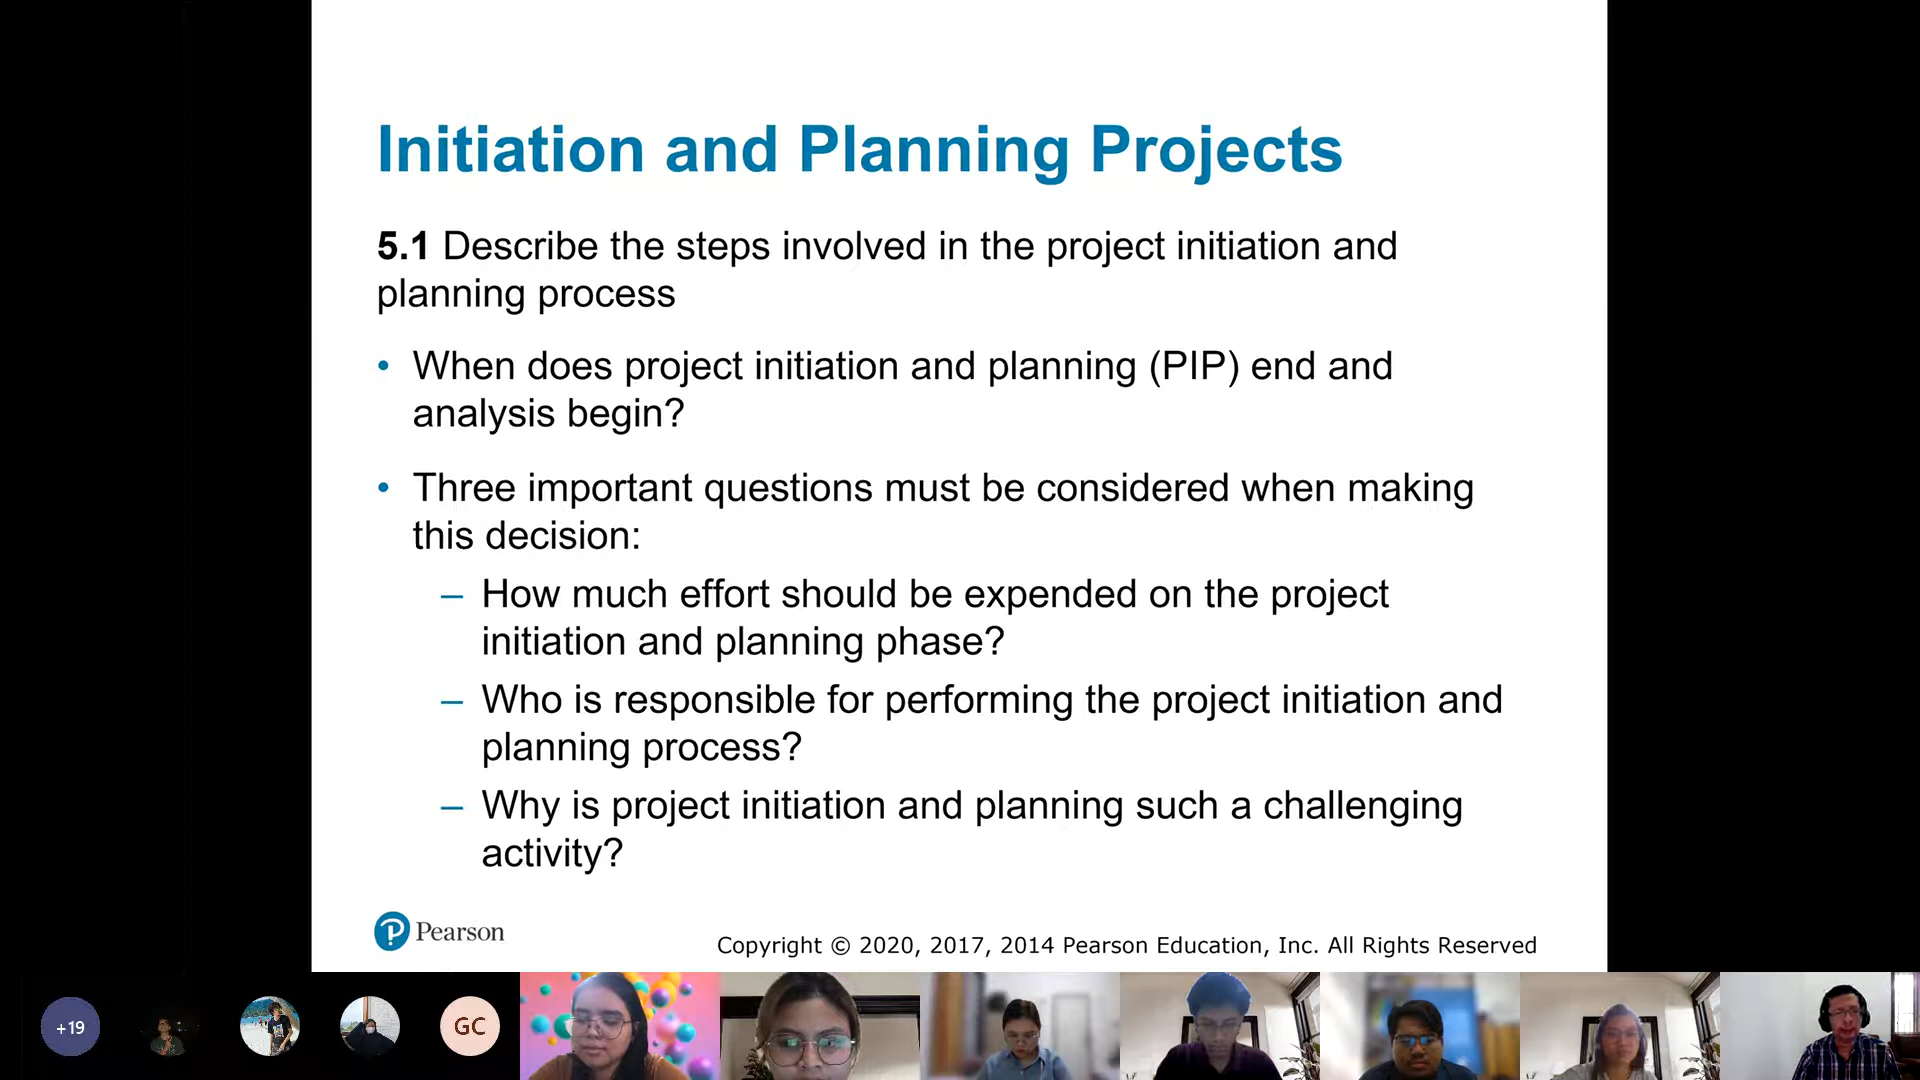 Initiation and Planning Projects
5.1 Describe the steps involved in the project initiation and
planning process
• When does project initiation and planning (PIP) end and
analysis begin?
• Three important questions must be considered when making
this decision:
– How much effort should be expended on the project
initiation and planning phase?
– Who is responsible for performing the project initiation and
planning process?
– Why is project initiation and planning such a challenging
activity?
Pearson
Copyright © 2020, 2017, 2014 Pearson Education, Inc. All Rights Reserved
+19
GC